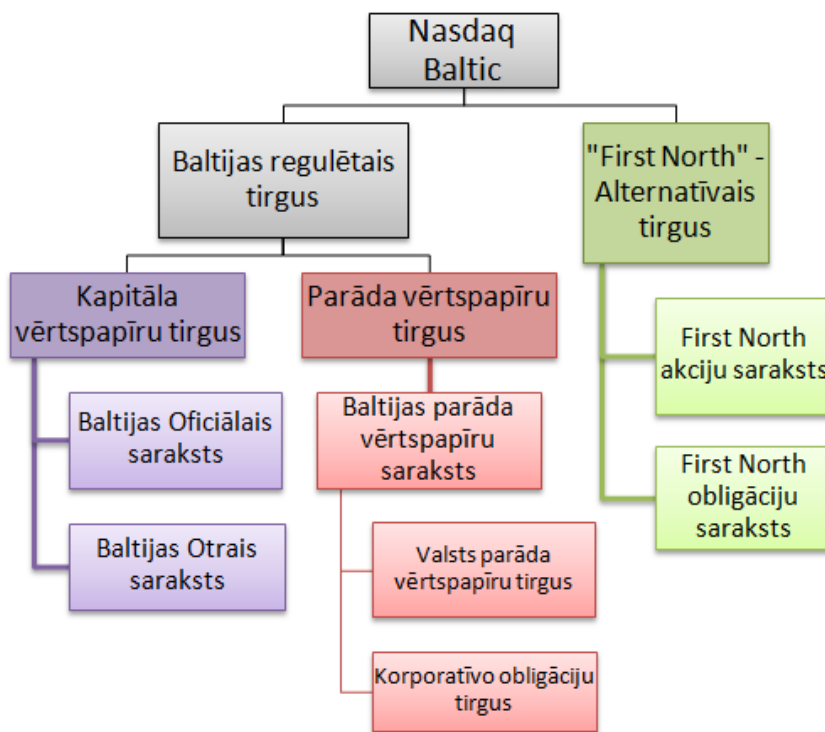 Nasdaq
Baltic
Baltijas regulētais
tirgus
"First North" -
Alternatīvais
tirgus
Kapitāla
vērtspapīru tirgus
Parāda vērtspapīru
tirgus
First North
akciju saraksts
Baltijas Oficiālais
saraksts
Baltijas parāda
vērtspapīru
saraksts
First North
obligāciju
saraksts
Baltijas Otrais
saraksts
Valsts parāda
vērtspapīru tirgus
Korporatīvo obligāciju
tirgus